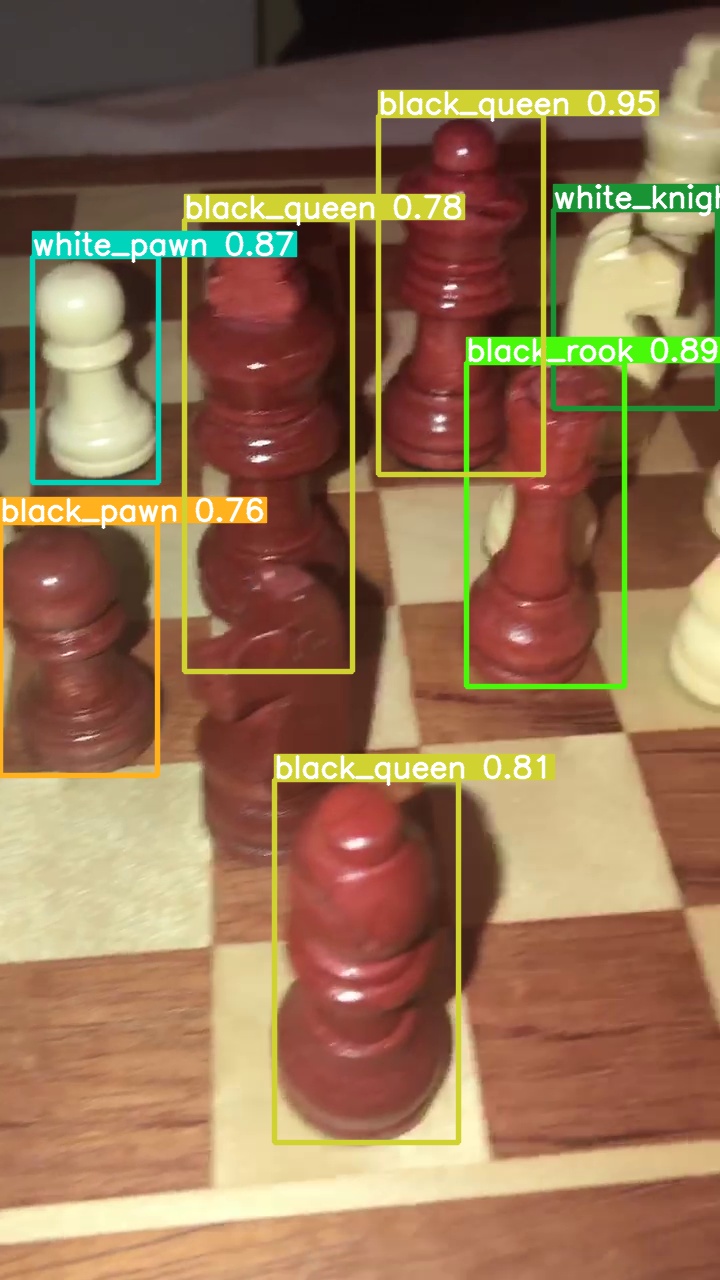 black_queen 0.95
white_knigh
black_queen 0.78
white_pawn 0.87
black_rook 0.89
black_pawn 0.76
black_queen 0.81